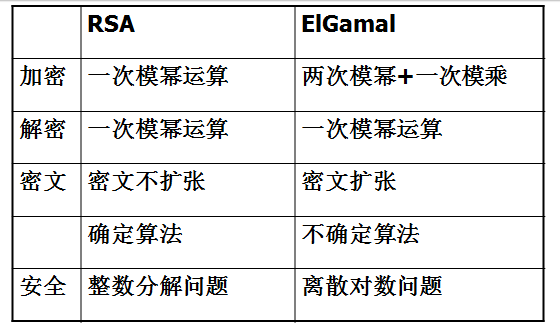 RSA ElGamal
加密 一次模幂运算 两次模幂+一次模乘
解密 一次模幂运算 一次模幂运算
密文 密文不扩张 密文扩张
确定算法 不确定算法
安全 整数分解问题 离散对数问题